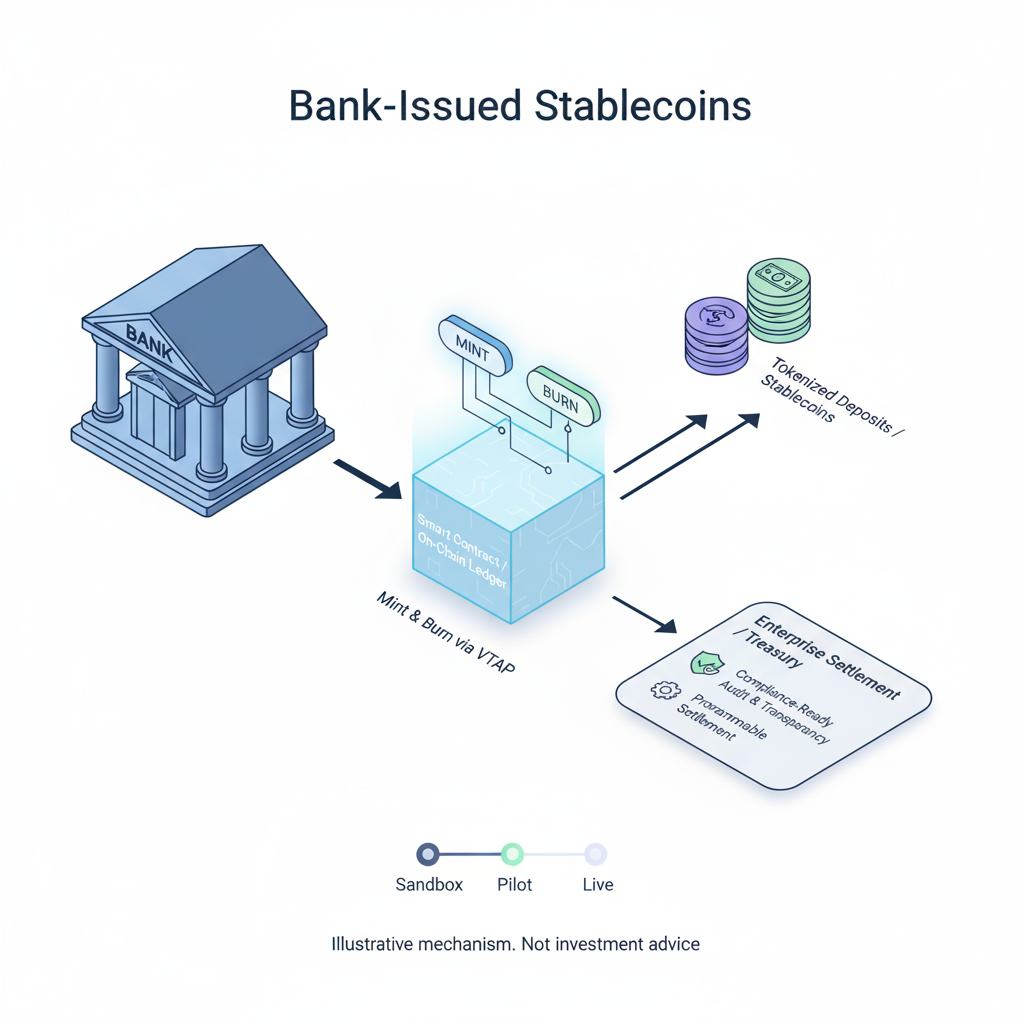 Bank-Issued Stablecoins
BANK
MINT
BURN
Tokenized Deposits /
Stablecoins
Smart Contract /
On-Chain Ledger
Mint & Burn via VTAP
Enterprise Settlement
/ Treasury
Compliance-Ready
Audit & Transparency
Programmable
Settlement
Sandbox
Pilot
Live
Illustrative mechanism. Not investment advice